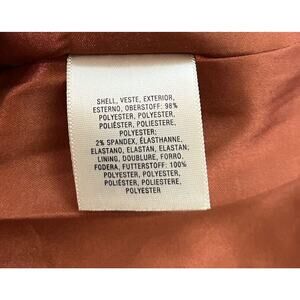 SHELL, VESTE, EXTERIOR,
ESTERNO, OBERSTOFF: 98%
POLYESTER, POLYESTER,
POLIÉSTER, POLIESTERE,
POLYESTER;
2% SPANDEX, ÉLASTHANNE,
ELASTANO, ELASTAN, ELASTAN;
LINING, DOUBLURE, FORRO,
FODERA, FUTTERSTOFF: 100%
POLYESTER, POLYESTER,
POLIÉSTER, POLIESTERE,
POLYESTER